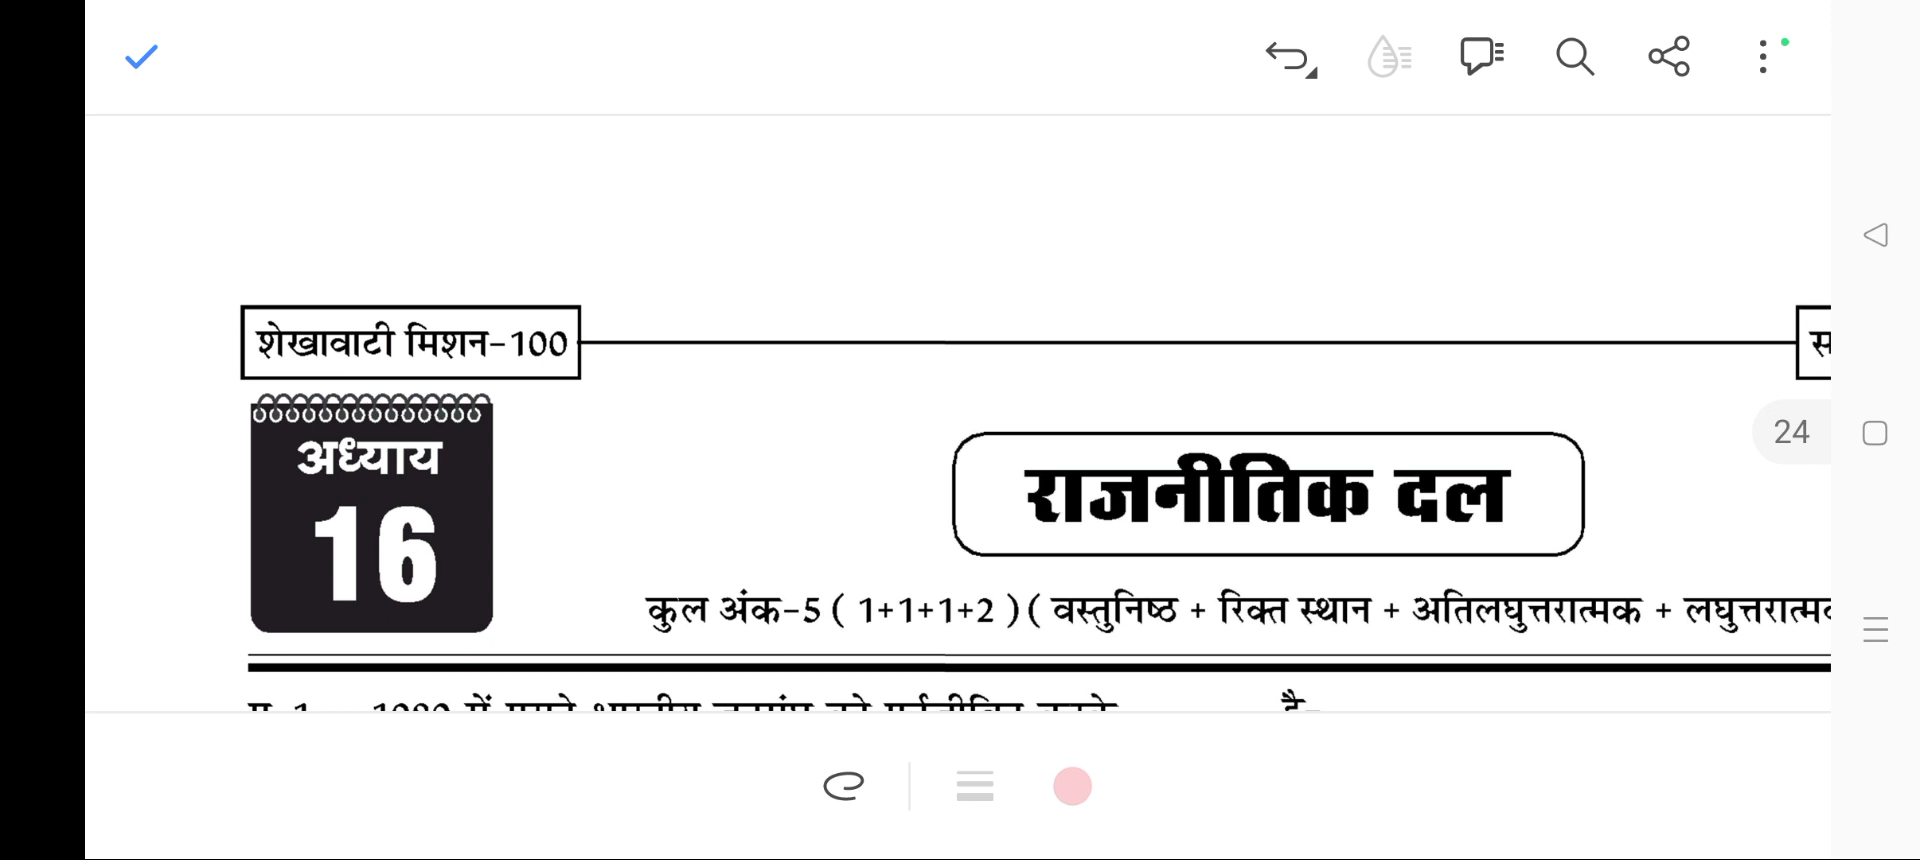 शेखावाटी मिशन-100
अध्याय
16
राजनीतिक दल
24
कुल अंक-5 ( 1+1+1+2 ) ( वस्तुनिष्ठ + रिक्त स्थान + अतिलघुत्तरात्मक + लघुत्तरात्मक